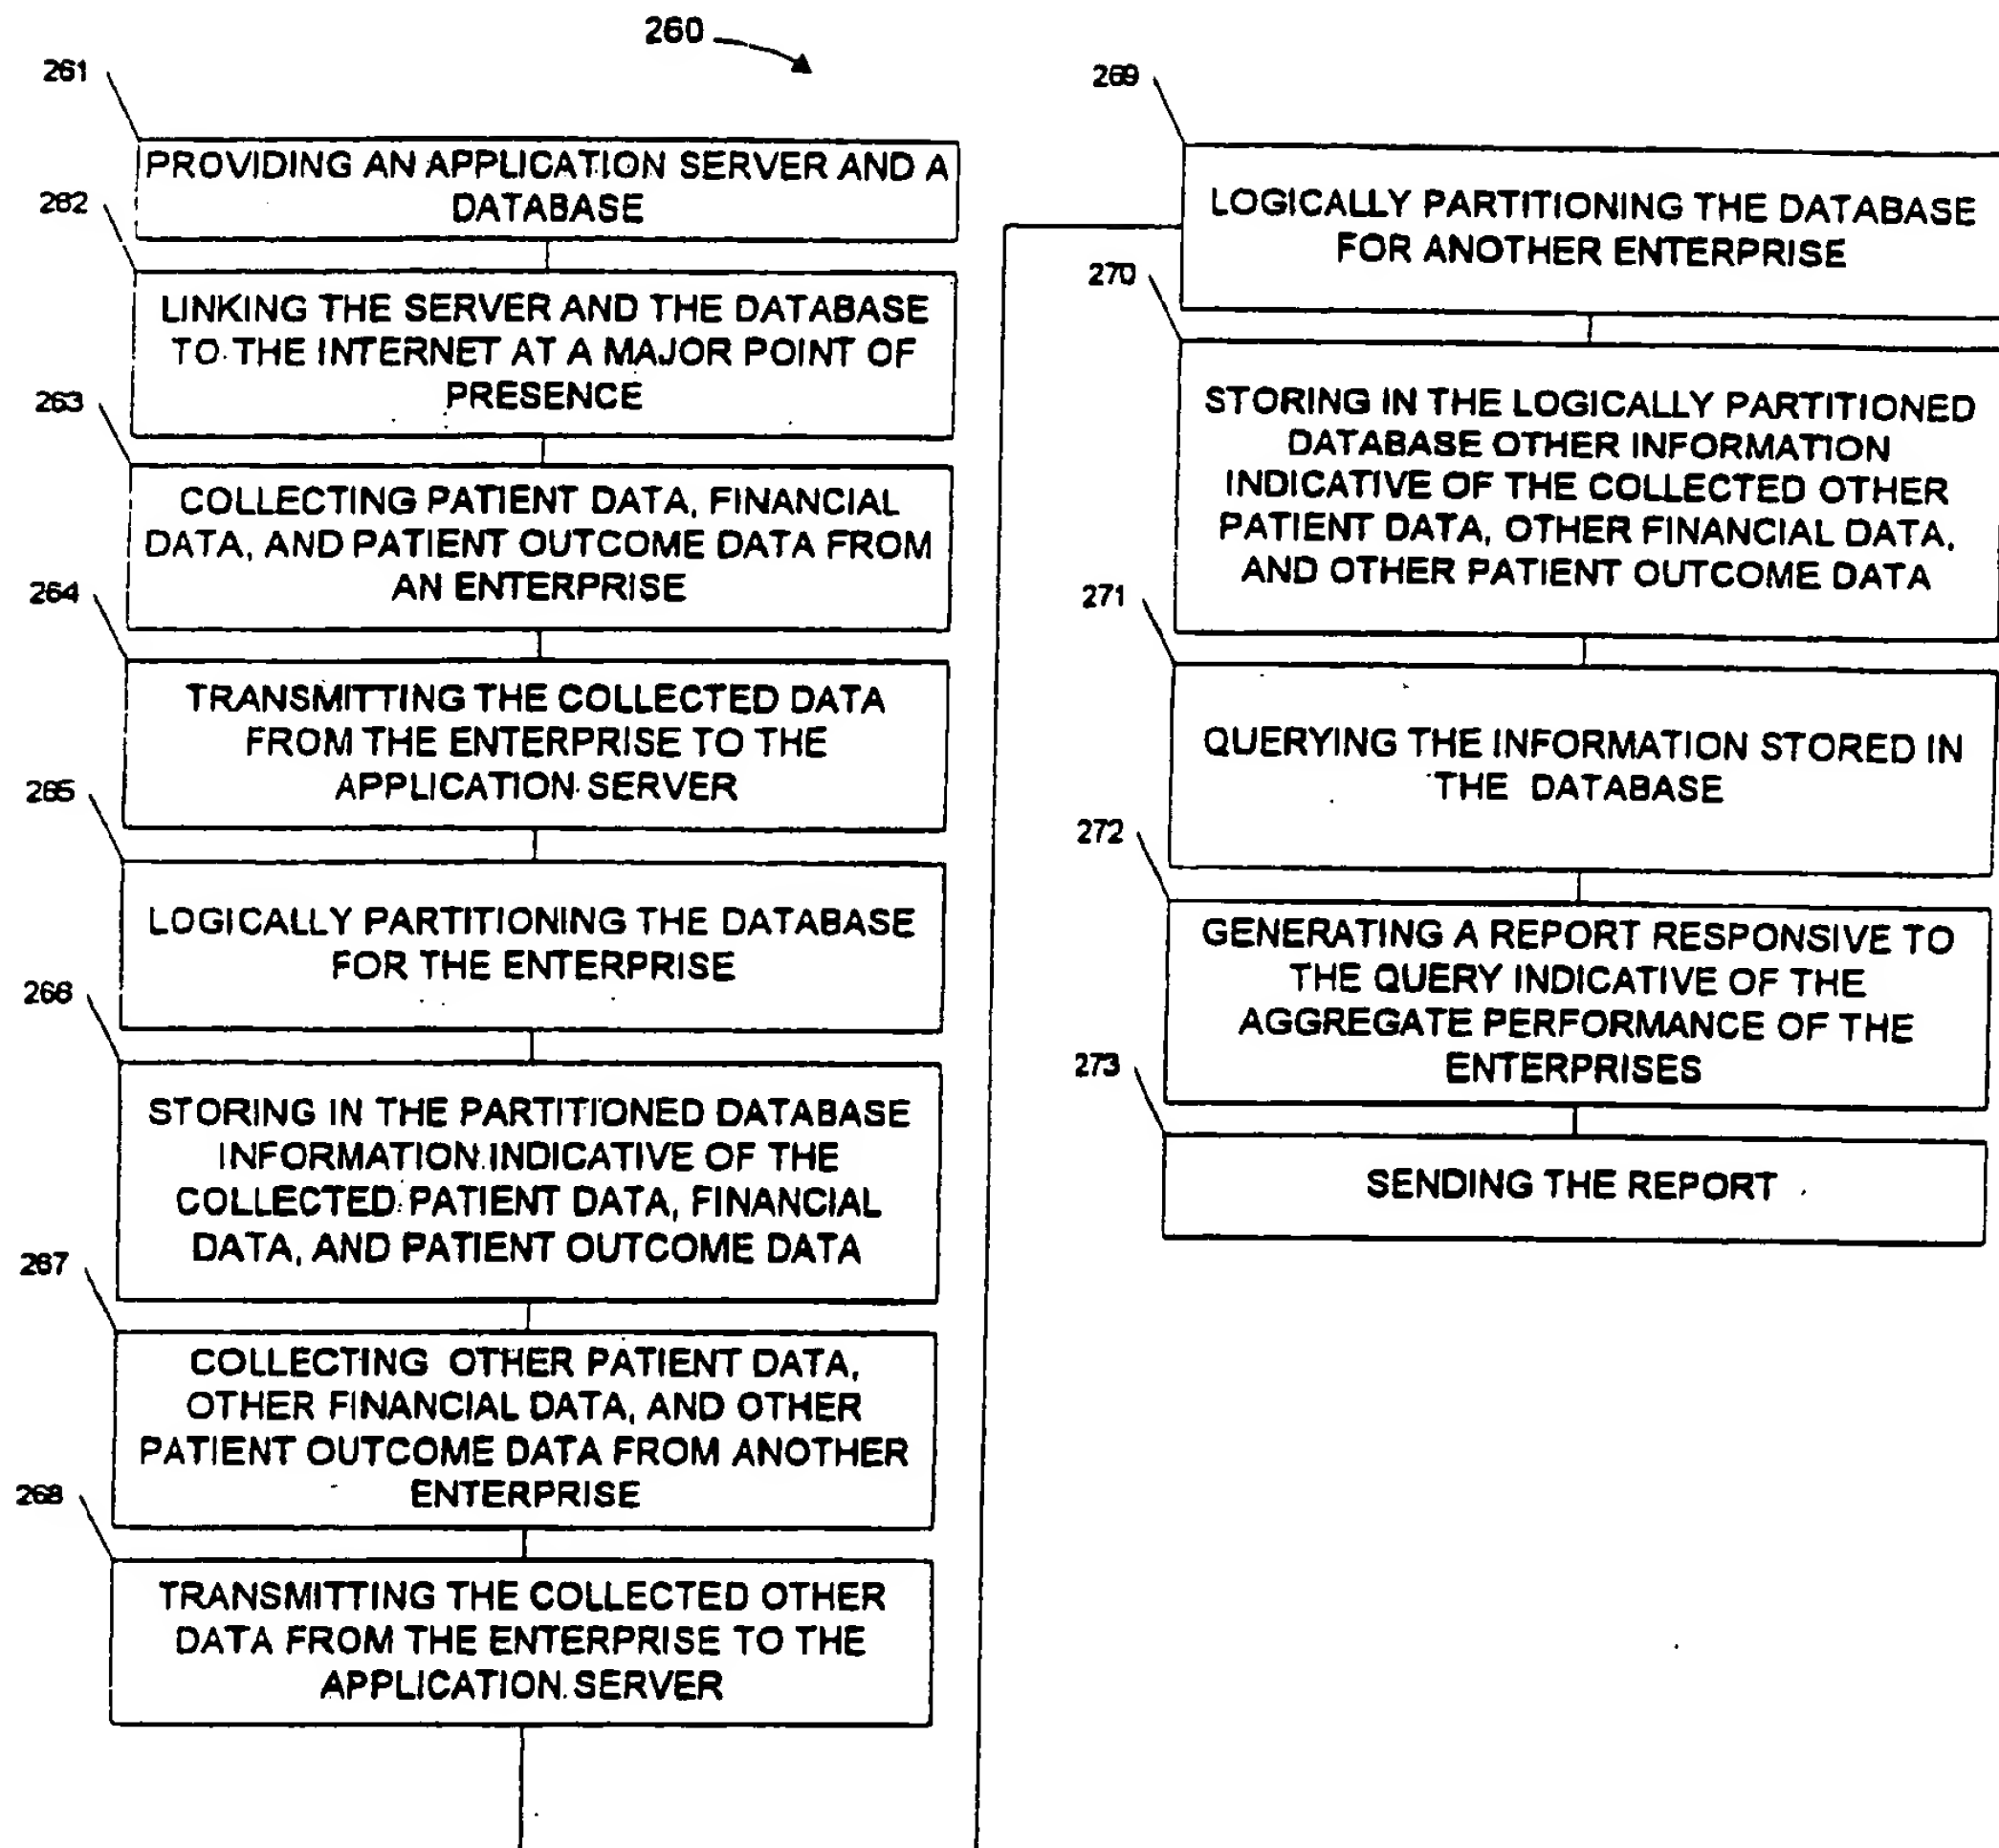 260
261
PROVIDING AN APPLICATION SERVER AND A
DATABASE
262
LINKING THE SERVER AND THE DATABASE
TO THE INTERNET AT A MAJOR POINT OF
PRESENCE
263
COLLECTING PATIENT DATA, FINANCIAL
DATA, AND PATIENT OUTCOME DATA FROM
AN ENTERPRISE
264
TRANSMITTING THE COLLECTED DATA
FROM THE ENTERPRISE TO THE
APPLICATION SERVER
265
LOGICALLY PARTITIONING THE DATABASE
FOR THE ENTERPRISE
266
STORING IN THE PARTITIONED DATABASE
INFORMATION INDICATIVE OF THE
COLLECTED PATIENT DATA, FINANCIAL
DATA, AND PATIENT OUTCOME DATA
267
COLLECTING OTHER PATIENT DATA,
OTHER FINANCIAL DATA, AND OTHER
PATIENT OUTCOME DATA FROM ANOTHER
ENTERPRISE
268
TRANSMITTING THE COLLECTED OTHER
DATA FROM THE ENTERPRISE TO THE
APPLICATION SERVER
269
LOGICALLY PARTITIONING THE DATABASE
FOR ANOTHER ENTERPRISE
270
STORING IN THE LOGICALLY PARTITIONED
DATABASE OTHER INFORMATION
INDICATIVE OF THE COLLECTED OTHER
PATIENT DATA, OTHER FINANCIAL DATA,
AND OTHER PATIENT OUTCOME DATA
271
QUERYING THE INFORMATION STORED IN
THE DATABASE
272
GENERATING A REPORT RESPONSIVE TO
THE QUERY INDICATIVE OF THE
AGGREGATE PERFORMANCE OF THE
ENTERPRISES
273
SENDING THE REPORT